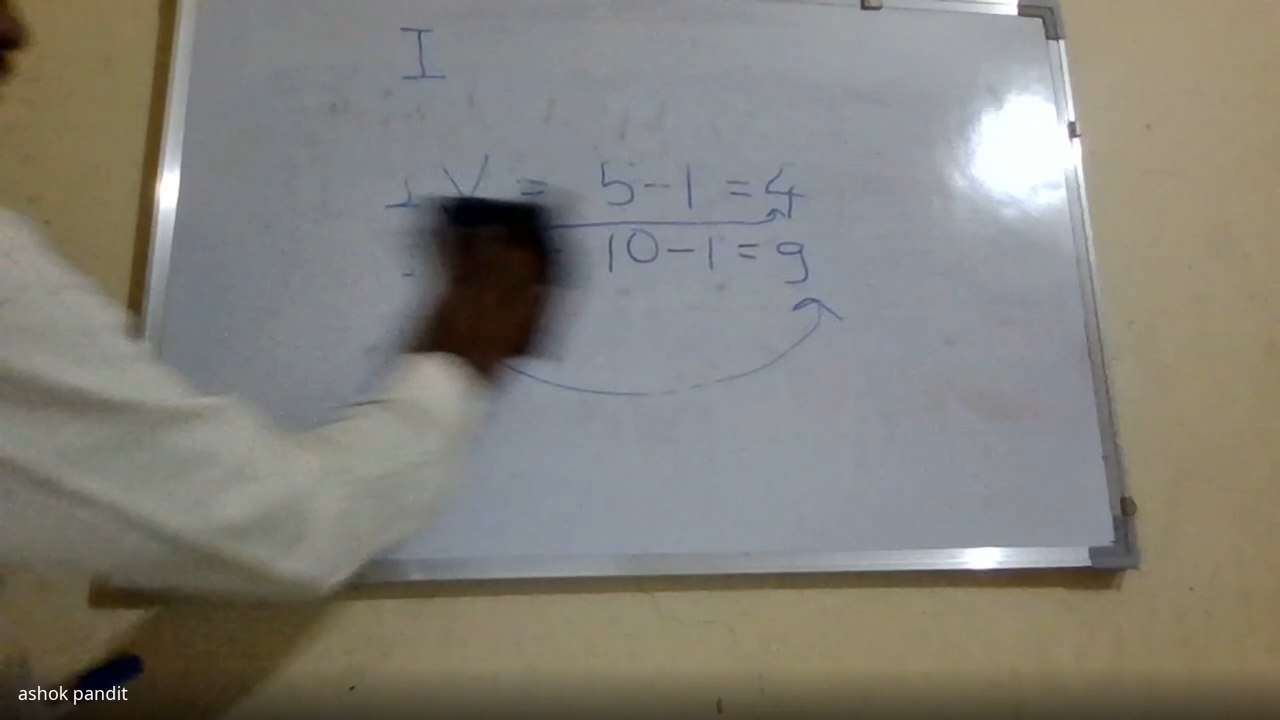 I
IV = 5-1 = 4
10-1 = 9
ashok pandit